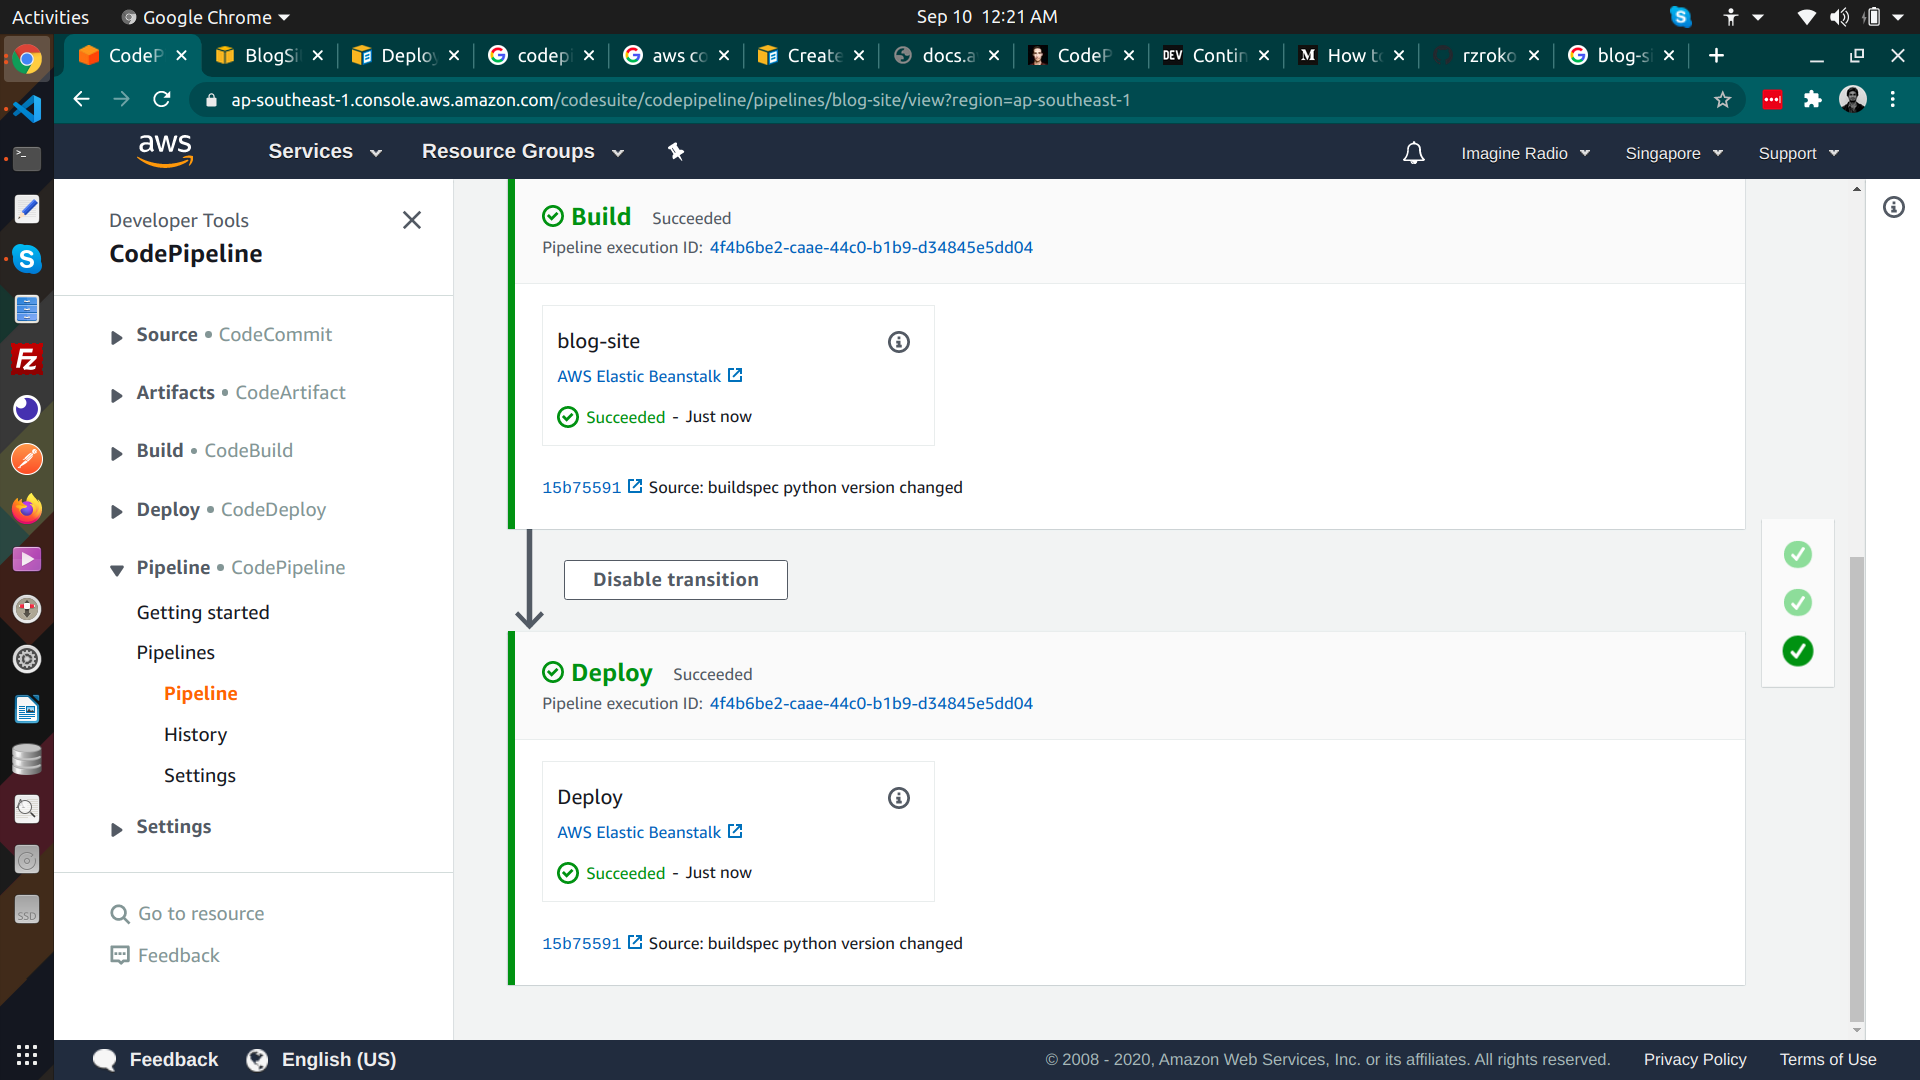 Activities Google Chrome Sep 10 12:21 AM
CodeP BlogSi Deploy codepi aws co Create docs.a CodeP DEV Contin M How to rzroko blog-si
ap-southeast-1.console.aws.amazon.com/codesuite/codepipeline/pipelines/blog-site/view?region=ap-southeast-1
aws Services Resource Groups Imagine Radio Singapore Support
Developer Tools
CodePipeline
Source • CodeCommit
Artifacts • CodeArtifact
Build • CodeBuild
Deploy • CodeDeploy
Pipeline • CodePipeline
Getting started
Pipelines
Pipeline
History
Settings
Settings
Go to resource
Feedback
Build Succeeded
Pipeline execution ID: 4f4b6be2-caae-44c0-b1b9-d34845e5dd04
blog-site
AWS Elastic Beanstalk
Succeeded - Just now
15b75591 Source: buildspec python version changed
Disable transition
Deploy Succeeded
Pipeline execution ID: 4f4b6be2-caae-44c0-b1b9-d34845e5dd04
Deploy
AWS Elastic Beanstalk
Succeeded - Just now
15b75591 Source: buildspec python version changed
Fz
SSD
Feedback English (US) © 2008 - 2020, Amazon Web Services, Inc. or its affiliates. All rights reserved. Privacy Policy Terms of Use